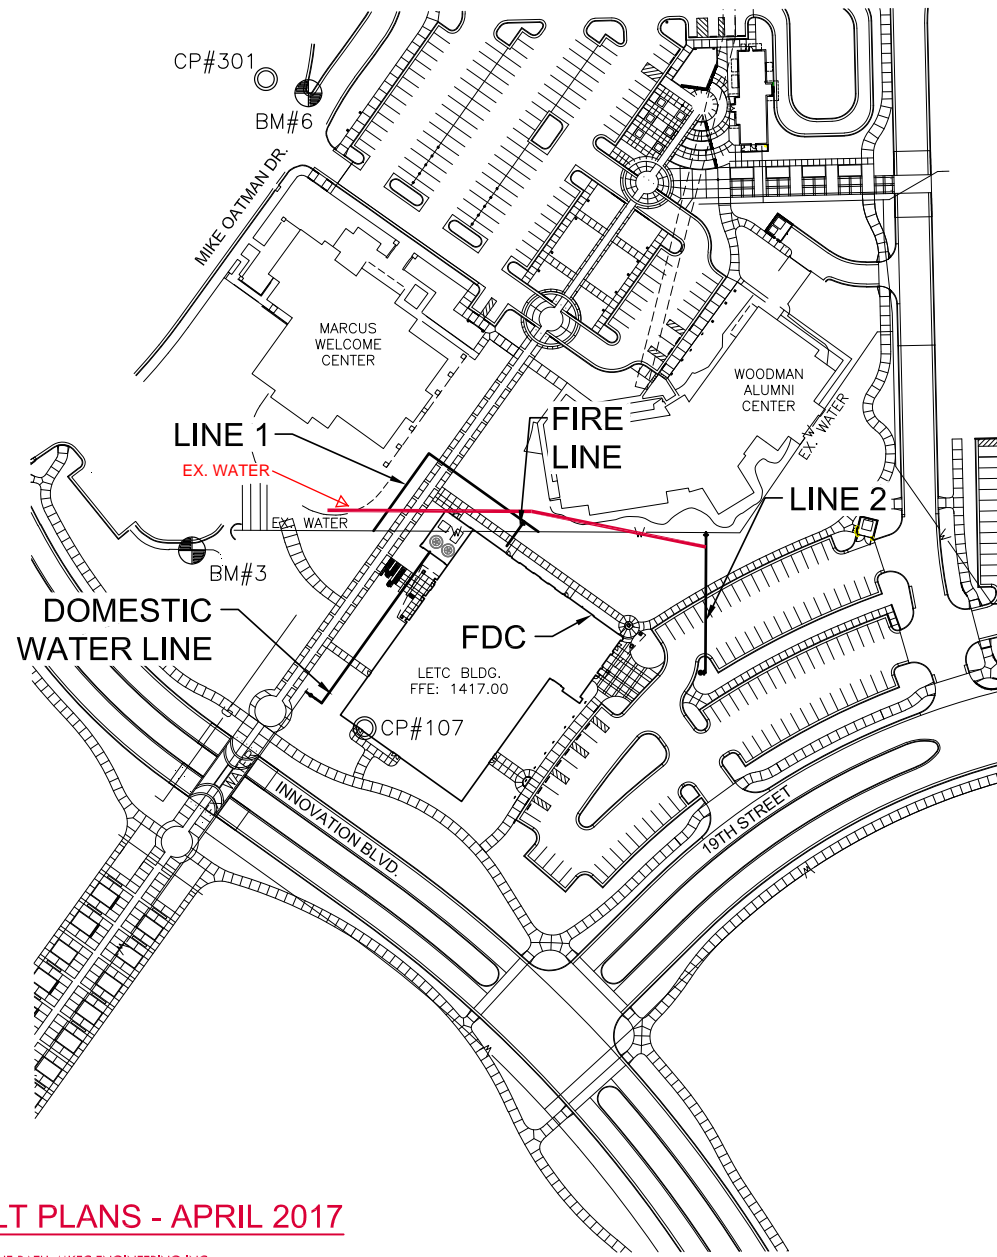 CP#301
BM#6
MIKE OATMAN DR.
MARCUS
WELCOME
CENTER
WOODMAN
ALUMNI
CENTER
EX. WATER
LINE 1
FIRE
LINE
EX. WATER
LINE 2
EX. WATER
W
W
W
BM#3
DOMESTIC
WATER LINE
FDC
LETC BLDG.
FFE: 1417.00
CP#107
INNOVATION BLVD.
19TH STREET
W
W
LT PLANS - APRIL 2017